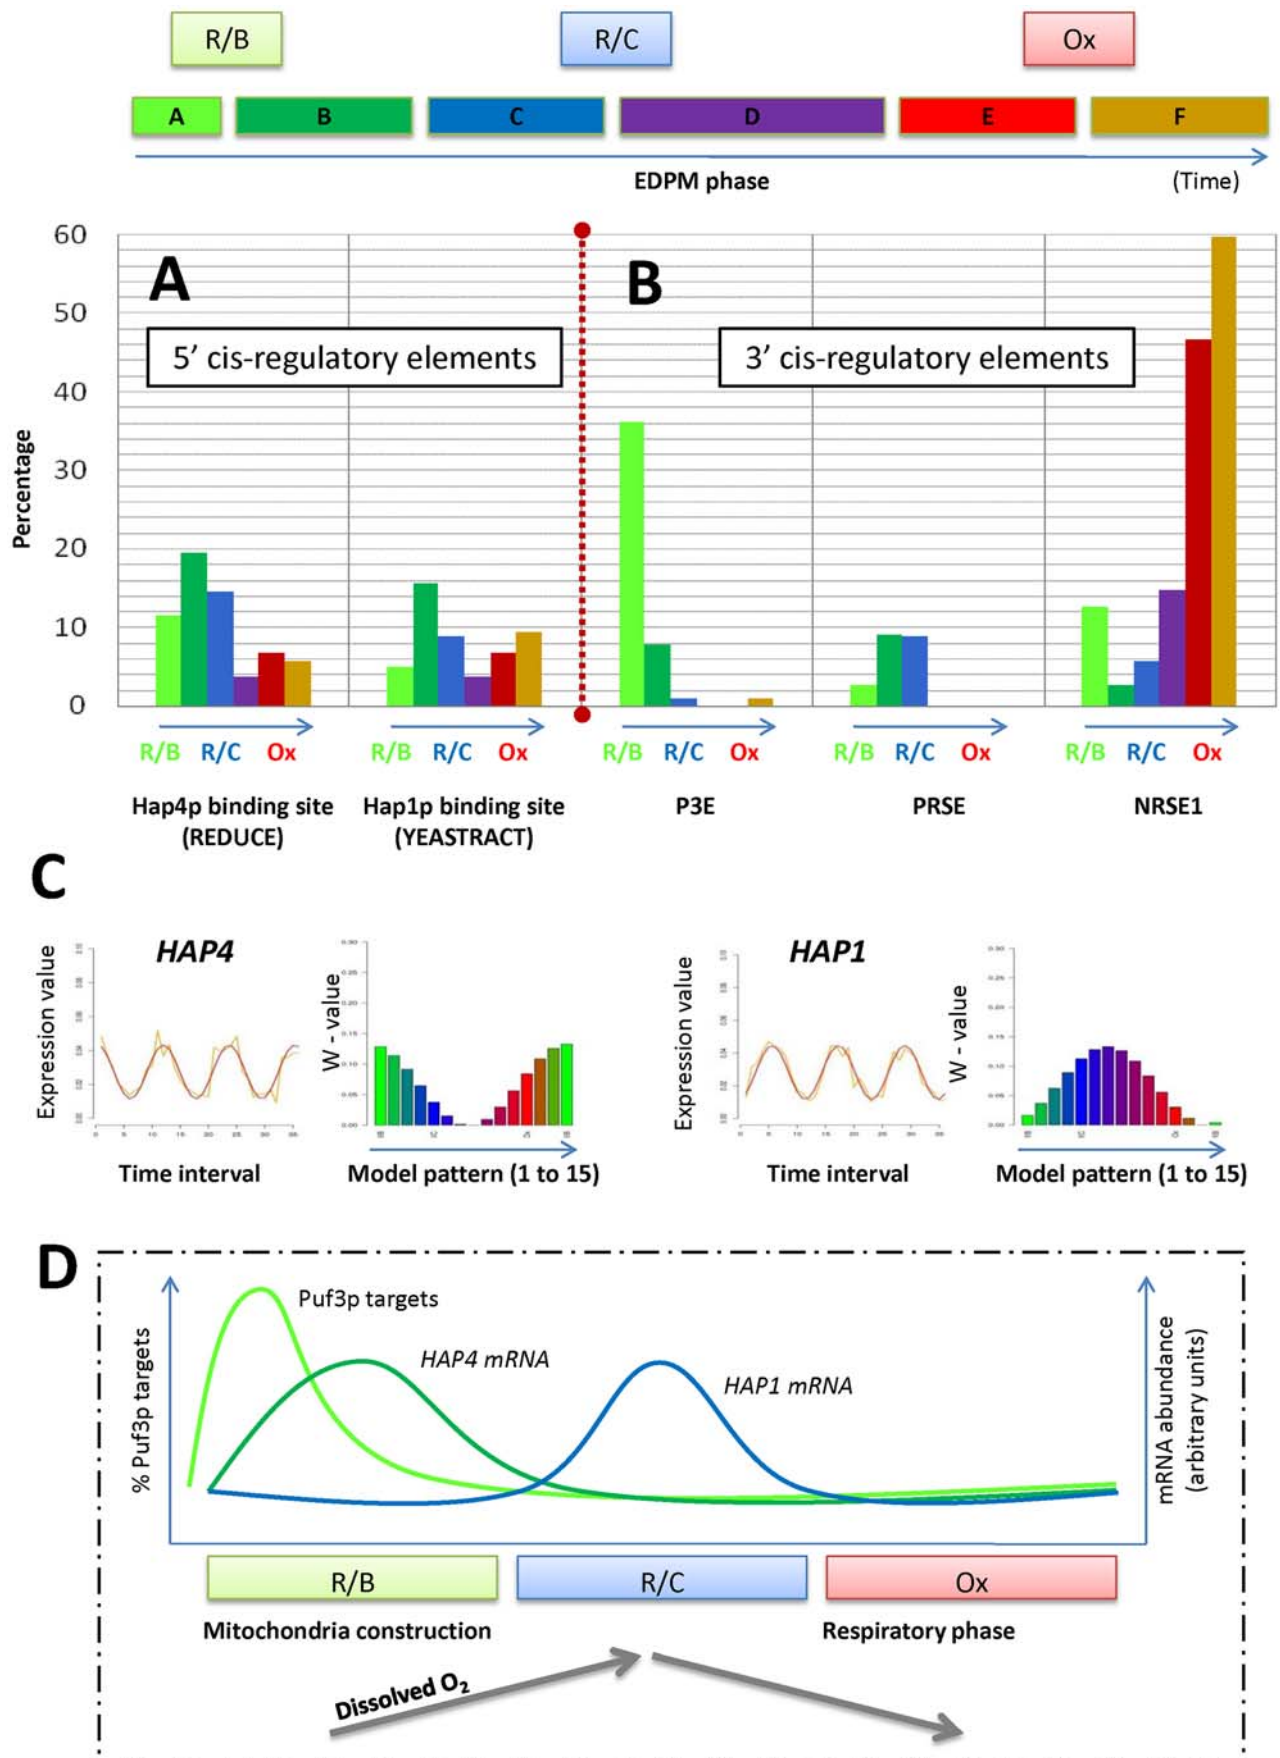 R/B R/C Ox
A B C D E F
EDPM phase (Time)
60
50
40
30
20
10
0
Percentage
A
B
5’ cis-regulatory elements
3’ cis-regulatory elements
R/B R/C Ox
R/B R/C Ox
R/B R/C Ox
R/B R/C Ox
R/B R/C Ox
Hap4p binding site
(REDUCE)
Hap1p binding site
(YEASTRACT)
P3E
PRSE
NRSE1
C
HAP4
Expression value
Time interval
W - value
Model pattern (1 to 15)
HAP1
Expression value
Time interval
W - value
Model pattern (1 to 15)
D
% Puf3p targets
Puf3p targets
HAP4 mRNA
HAP1 mRNA
mRNA abundance
(arbitrary units)
R/B R/C Ox
Mitochondria construction
Respiratory phase
Dissolved O₂